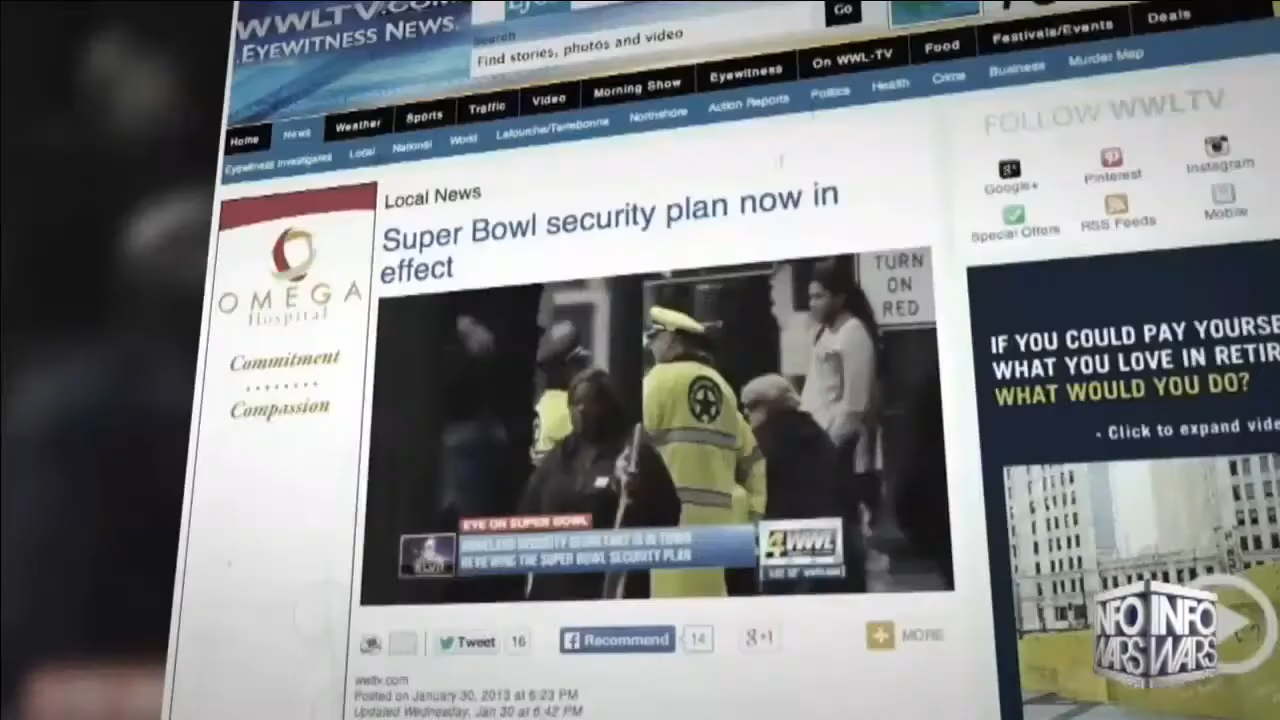 WWLTV.COM
EYEWITNESS NEWS.
Search
Go
Find stories, photos and video
Home
News
Weather
Sports
Traffic
Video
Morning Show
Eyewitness
On WWL-TV
Food
Festivals/Events
Deals
Eyewitness Investigates
Local
National
World
Lafourche/Terrebonne
Northshore
Action Reports
Politics
Health
Crime
Business
Murder Map
FOLLOW WWLTV
Google+
Pinterest
Instagram
Special Offers
RSS Feeds
Mobile
OMEGA
Hospital
Commitment
Compassion
Local News
Super Bowl security plan now in
effect
TURN
ON
RED
EYE ON SUPER BOWL
REVIEWING THE SUPER BOWL SECURITY PLAN
4WWL
IF YOU COULD PAY YOURSE
WHAT YOU LOVE IN RETIR
WHAT WOULD YOU DO?
- Click to expand vide
Tweet
16
Recommend
14
g+1
MORE
wwltv.com
Posted on January 30, 2013 at 6:23 PM
Updated Wednesday, Jan 30 at 6:42 PM
INFO
WARS
INFO
WARS